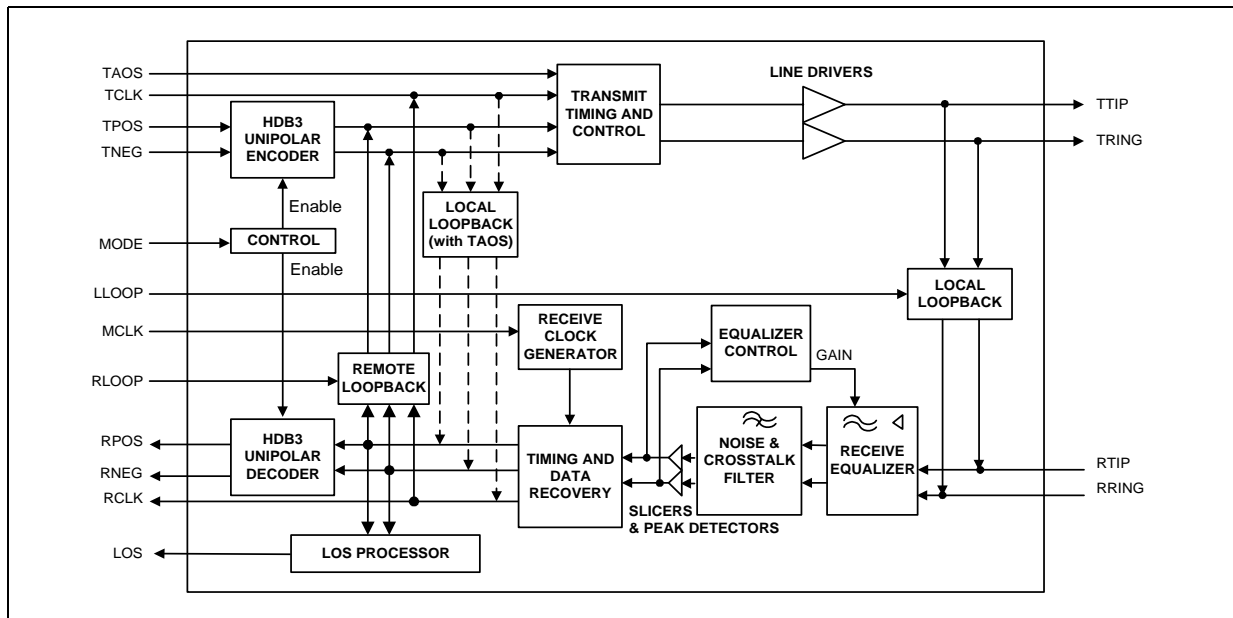 TAOS
TCLK
TPOS
TNEG
MODE
LLOOP
MCLK
RLOOP
RPOS
RNEG
RCLK
LOS
HDB3
UNIPOLAR
ENCODER
Enable
CONTROL
Enable
REMOTE
LOOPBACK
HDB3
UNIPOLAR
DECODER
LOS PROCESSOR
LOCAL
LOOPBACK
(with TAOS)
TRANSMIT
TIMING AND
CONTROL
LINE DRIVERS
RECEIVE
CLOCK
GENERATOR
TIMING AND
DATA
RECOVERY
EQUALIZER
CONTROL
GAIN
SLICERS
& PEAK DETECTORS
NOISE &
CROSSTALK
FILTER
RECEIVE
EQUALIZER
LOCAL
LOOPBACK
TTIP
TRING
RTIP
RRING